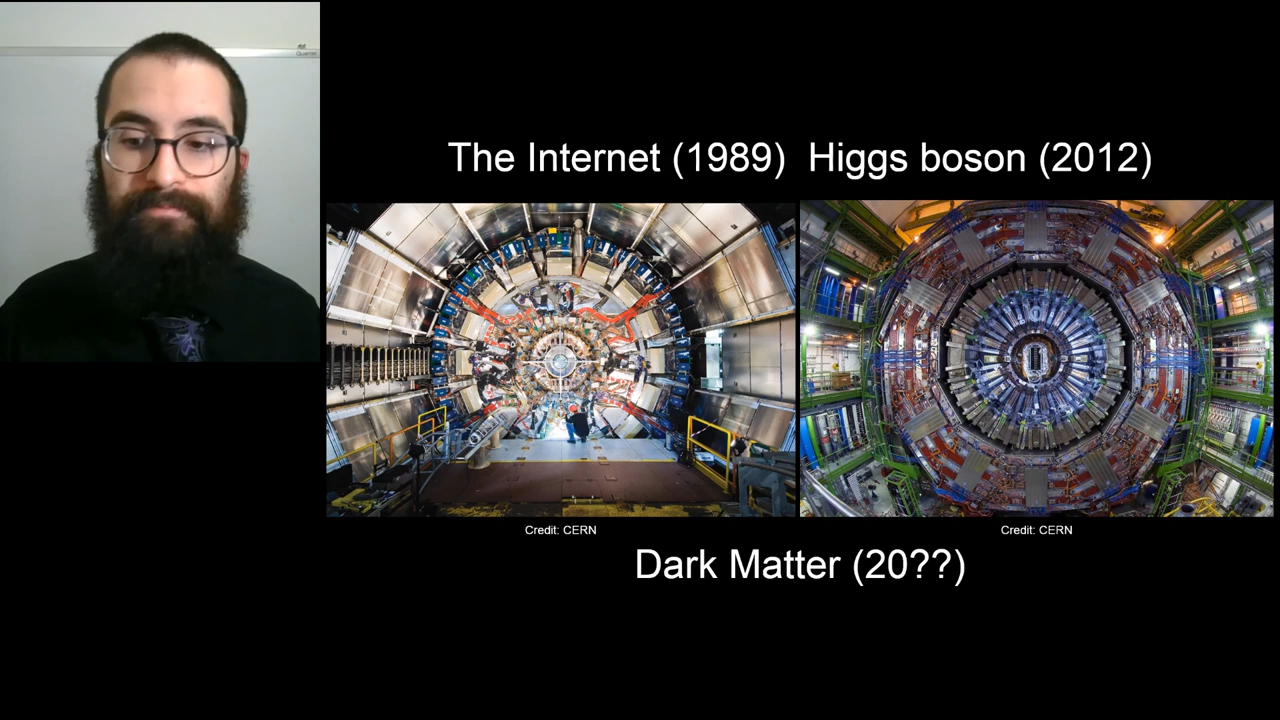 The Internet (1989) Higgs boson (2012)
Credit: CERN
Credit: CERN
Dark Matter (20??)